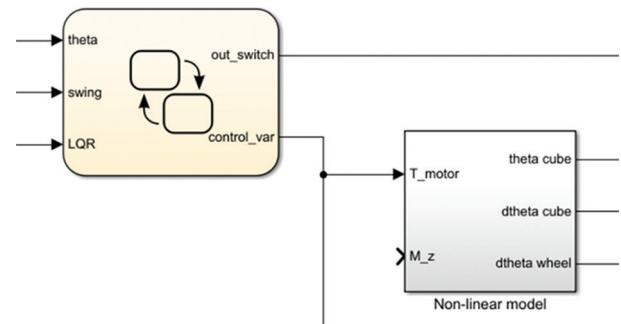 theta
swing
LQR
out_switch
control_var
T_motor
M_z
theta cube
dtheta cube
dtheta wheel
Non-linear model